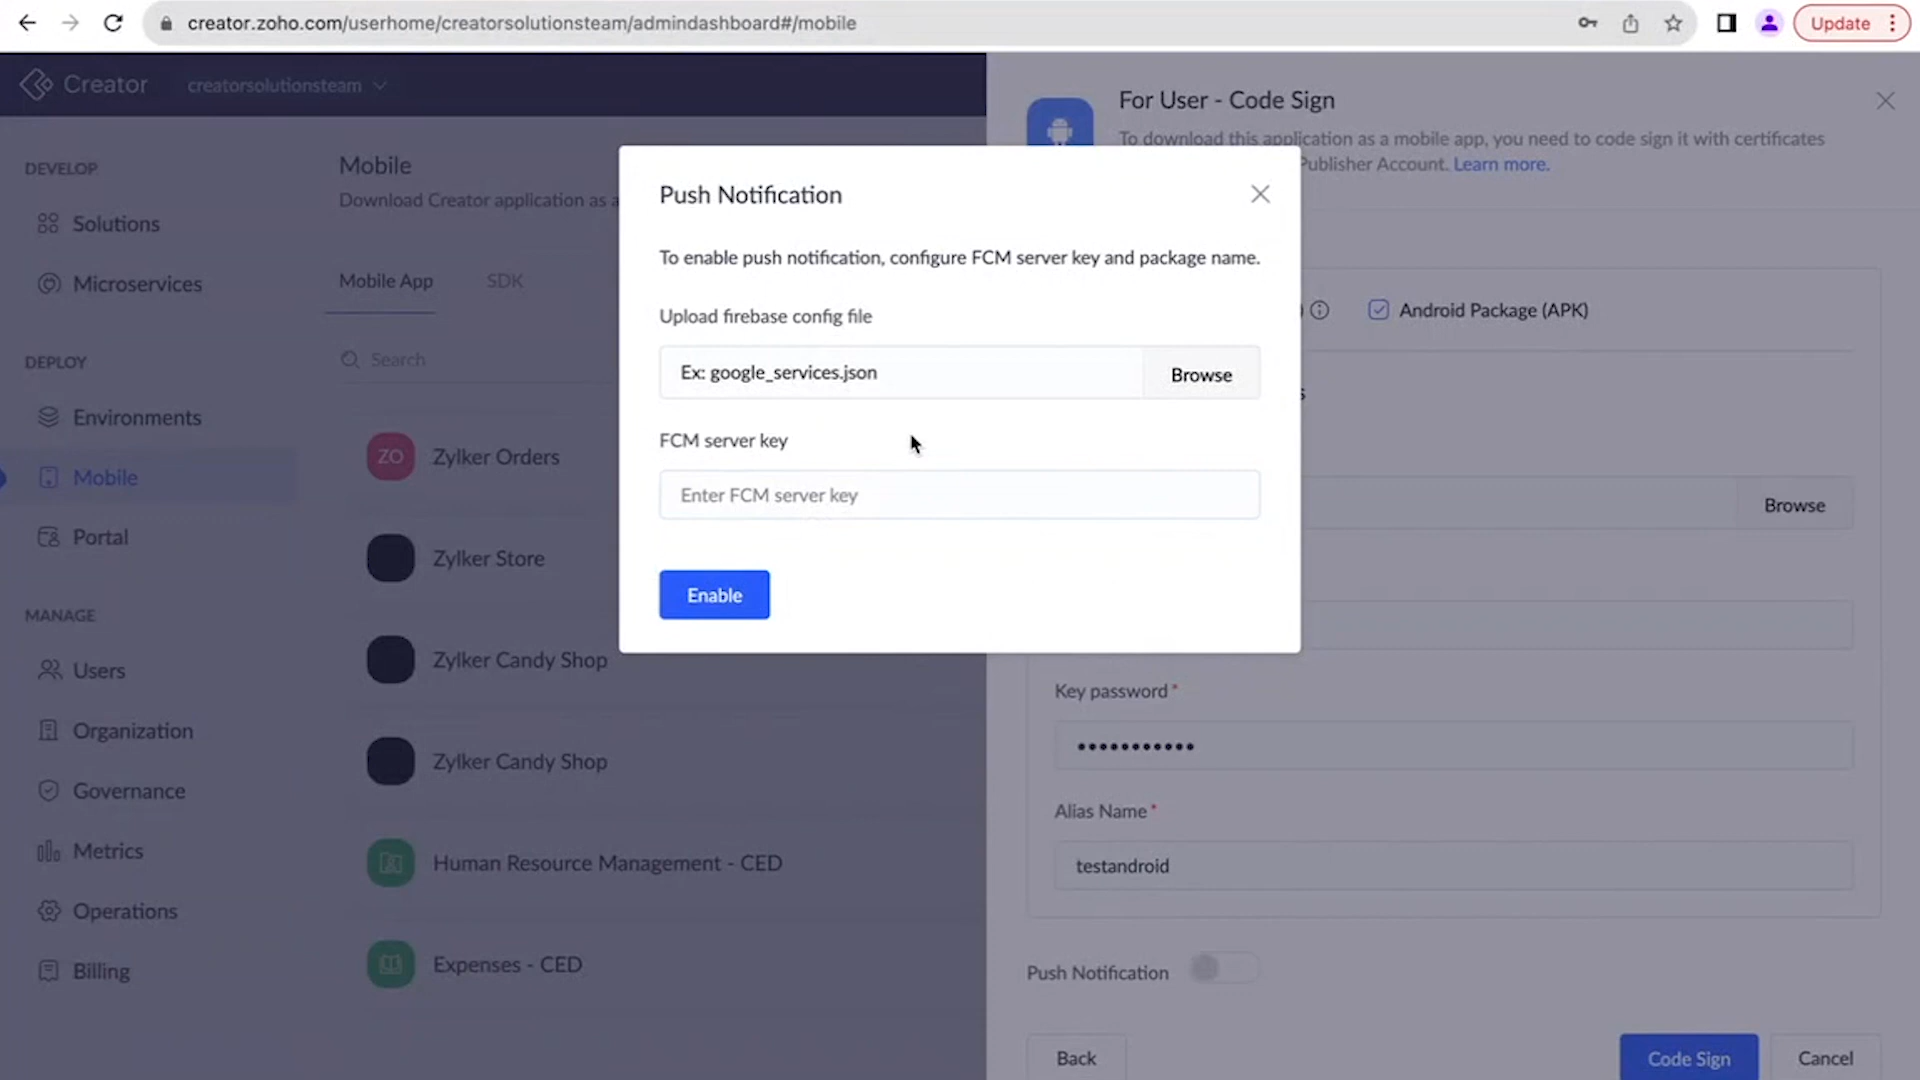 creator.zoho.com/userhome/creatorsolutionsteam/admindashboard#/mobile
Update
Creator
creatorsolutionsteam
DEVELOP
Solutions
Microservices
DEPLOY
Environments
Mobile
Portal
MANAGE
Users
Organization
Governance
Metrics
Operations
Billing
Mobile
Download Creator application as a
Mobile App
SDK
Search
ZO
Zylker Orders
Zylker Store
Zylker Candy Shop
Zylker Candy Shop
Human Resource Management - CED
Expenses - CED
Push Notification
To enable push notification, configure FCM server key and package name.
Upload firebase config file
Ex: google_services.json
Browse
FCM server key
Enter FCM server key
Enable
For User - Code Sign
To download this application as a mobile app, you need to code sign it with certificates
Publisher Account. Learn more.
Android Package (APK)
Browse
Key password*
Alias Name*
testandroid
Push Notification
Back
Code Sign
Cancel